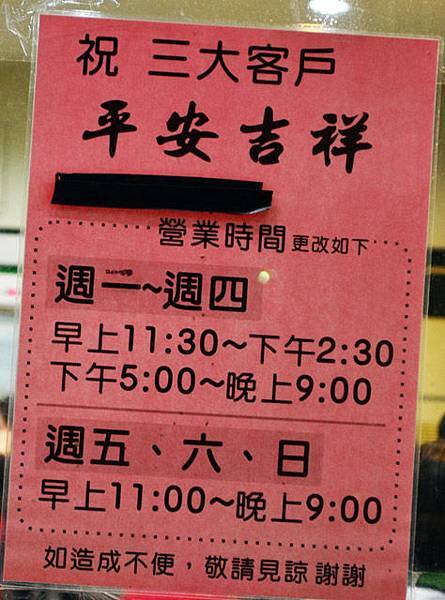 祝 三大客戶
平安吉祥
營業時間更改如下
週一~週四
早上11:30~下午2:30
下午5:00~晚上9:00
週五、六、日
早上11:00~晚上9:00
如造成不便，敬請見諒 謝謝